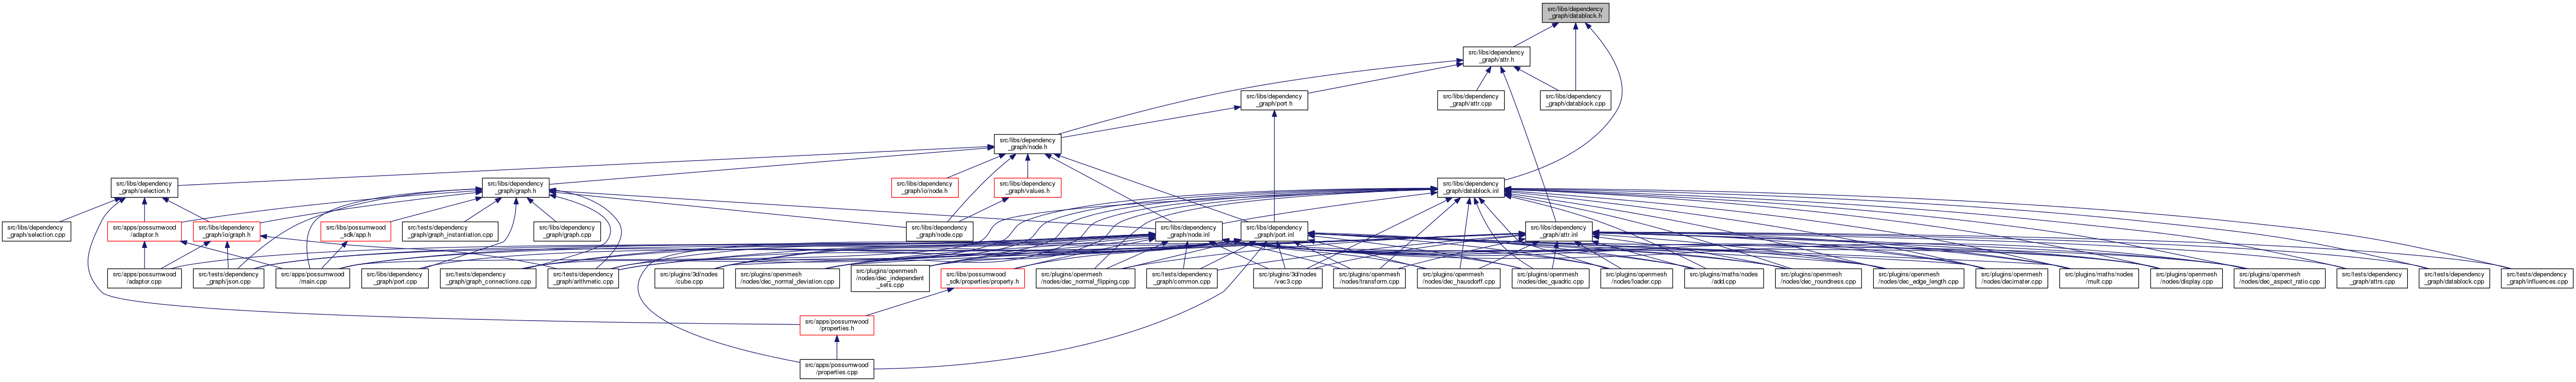 src/libs/dependency
_graph/datablock.h
src/libs/dependency
_graph/attr.h
src/libs/dependency
_graph/port.h
src/libs/dependency
_graph/attr.cpp
src/libs/dependency
_graph/datablock.cpp
src/libs/dependency
_graph/node.h
src/libs/dependency
_graph/selection.h
src/libs/dependency
_graph/graph.h
src/libs/dependency
_graph/io/node.h
src/libs/dependency
_graph/values.h
src/libs/dependency
_graph/datablock.inl
src/libs/dependency
_graph/selection.cpp
src/apps/possumwood
/adaptor.h
src/libs/dependency
_graph/io/graph.h
src/libs/possumwood
_sdk/app.h
src/tests/dependency
_graph/graph_instantiation.cpp
src/libs/dependency
_graph/graph.cpp
src/libs/dependency
_graph/node.cpp
src/libs/dependency
_graph/node.inl
src/libs/dependency
_graph/port.inl
src/libs/dependency
_graph/attr.inl
src/apps/possumwood
/adaptor.cpp
src/tests/dependency
_graph/json.cpp
src/apps/possumwood
/main.cpp
src/libs/dependency
_graph/port.cpp
src/tests/dependency
_graph/graph_connections.cpp
src/tests/dependency
_graph/arithmetic.cpp
src/plugins/3d/nodes
/cube.cpp
src/plugins/openmesh
/nodes/dec_normal_deviation.cpp
src/plugins/openmesh
/nodes/dec_independent
_sets.cpp
src/libs/possumwood
_sdk/properties/property.h
src/plugins/openmesh
/nodes/dec_normal_flipping.cpp
src/tests/dependency
_graph/common.cpp
src/plugins/3d/nodes
/vec3.cpp
src/plugins/openmesh
/nodes/transform.cpp
src/plugins/openmesh
/nodes/dec_hausdorff.cpp
src/plugins/openmesh
/nodes/dec_quadric.cpp
src/plugins/openmesh
/nodes/loader.cpp
src/plugins/maths/nodes
/add.cpp
src/plugins/openmesh
/nodes/dec_roundness.cpp
src/plugins/openmesh
/nodes/dec_edge_length.cpp
src/plugins/openmesh
/nodes/decimater.cpp
src/plugins/maths/nodes
/mult.cpp
src/plugins/openmesh
/nodes/display.cpp
src/plugins/openmesh
/nodes/dec_aspect_ratio.cpp
src/tests/dependency
_graph/attrs.cpp
src/tests/dependency
_graph/datablock.cpp
src/tests/dependency
_graph/influences.cpp
src/apps/possumwood
/properties.h
src/apps/possumwood
/properties.cpp